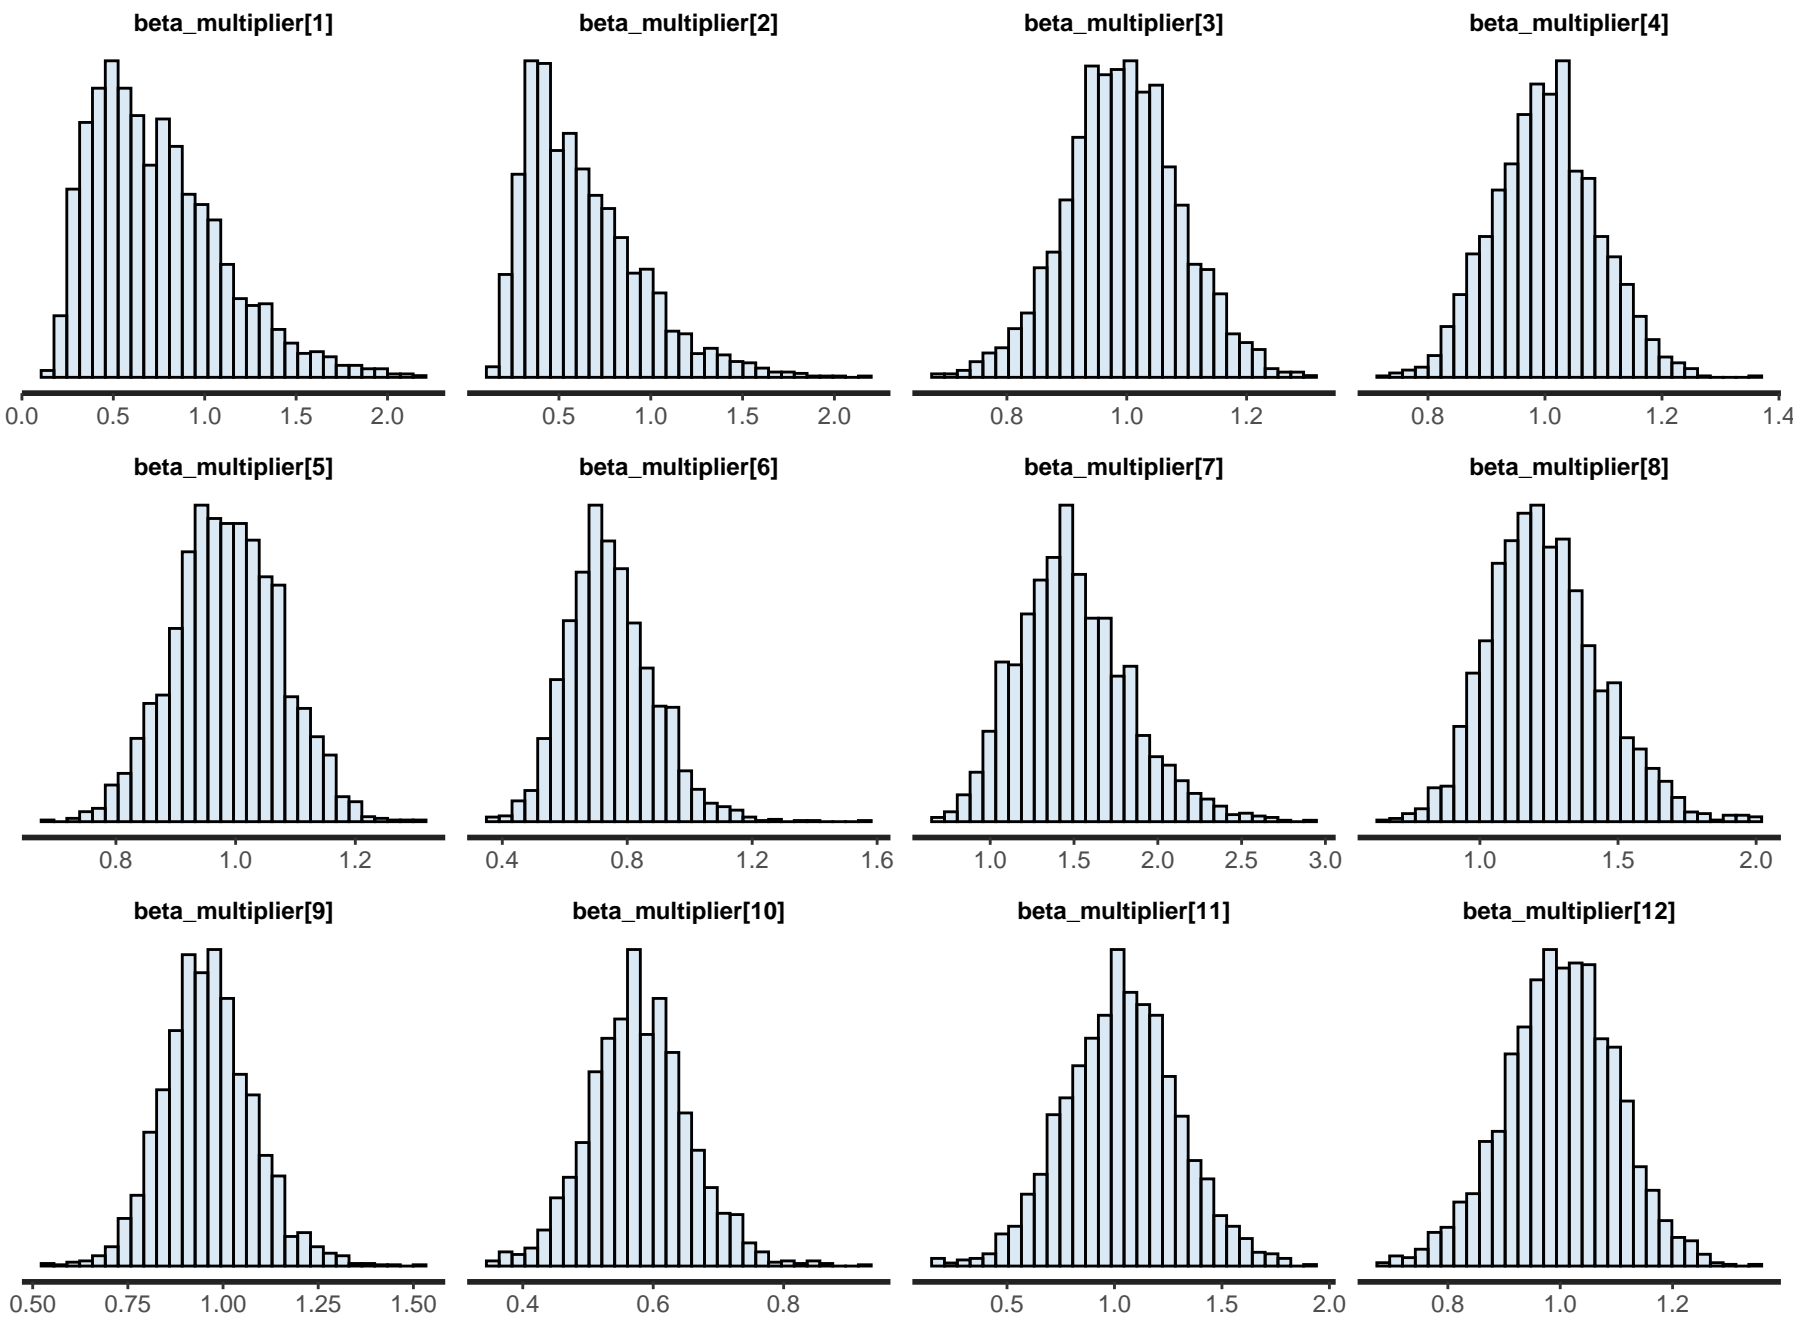 beta_multiplier[1] beta_multiplier[2] beta_multiplier[3] beta_multiplier[4]
0.0 0.5 1.0 1.5 2.0 0.5 1.0 1.5 2.0 0.8 1.0 1.2 0.8 1.0 1.2 1.4
beta_multiplier[5] beta_multiplier[6] beta_multiplier[7] beta_multiplier[8]
0.8 1.0 1.2 0.4 0.8 1.2 1.6 1.0 1.5 2.0 2.5 3.0 1.0 1.5 2.0
beta_multiplier[9] beta_multiplier[10] beta_multiplier[11] beta_multiplier[12]
0.50 0.75 1.00 1.25 1.50 0.4 0.6 0.8 0.5 1.0 1.5 2.0 0.8 1.0 1.2